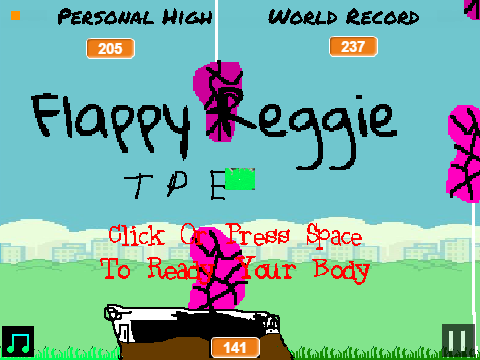 Personal High
World Record
205
237
Flappy Reggie
T P E
Click Or Press Space
To Ready Your Body
141